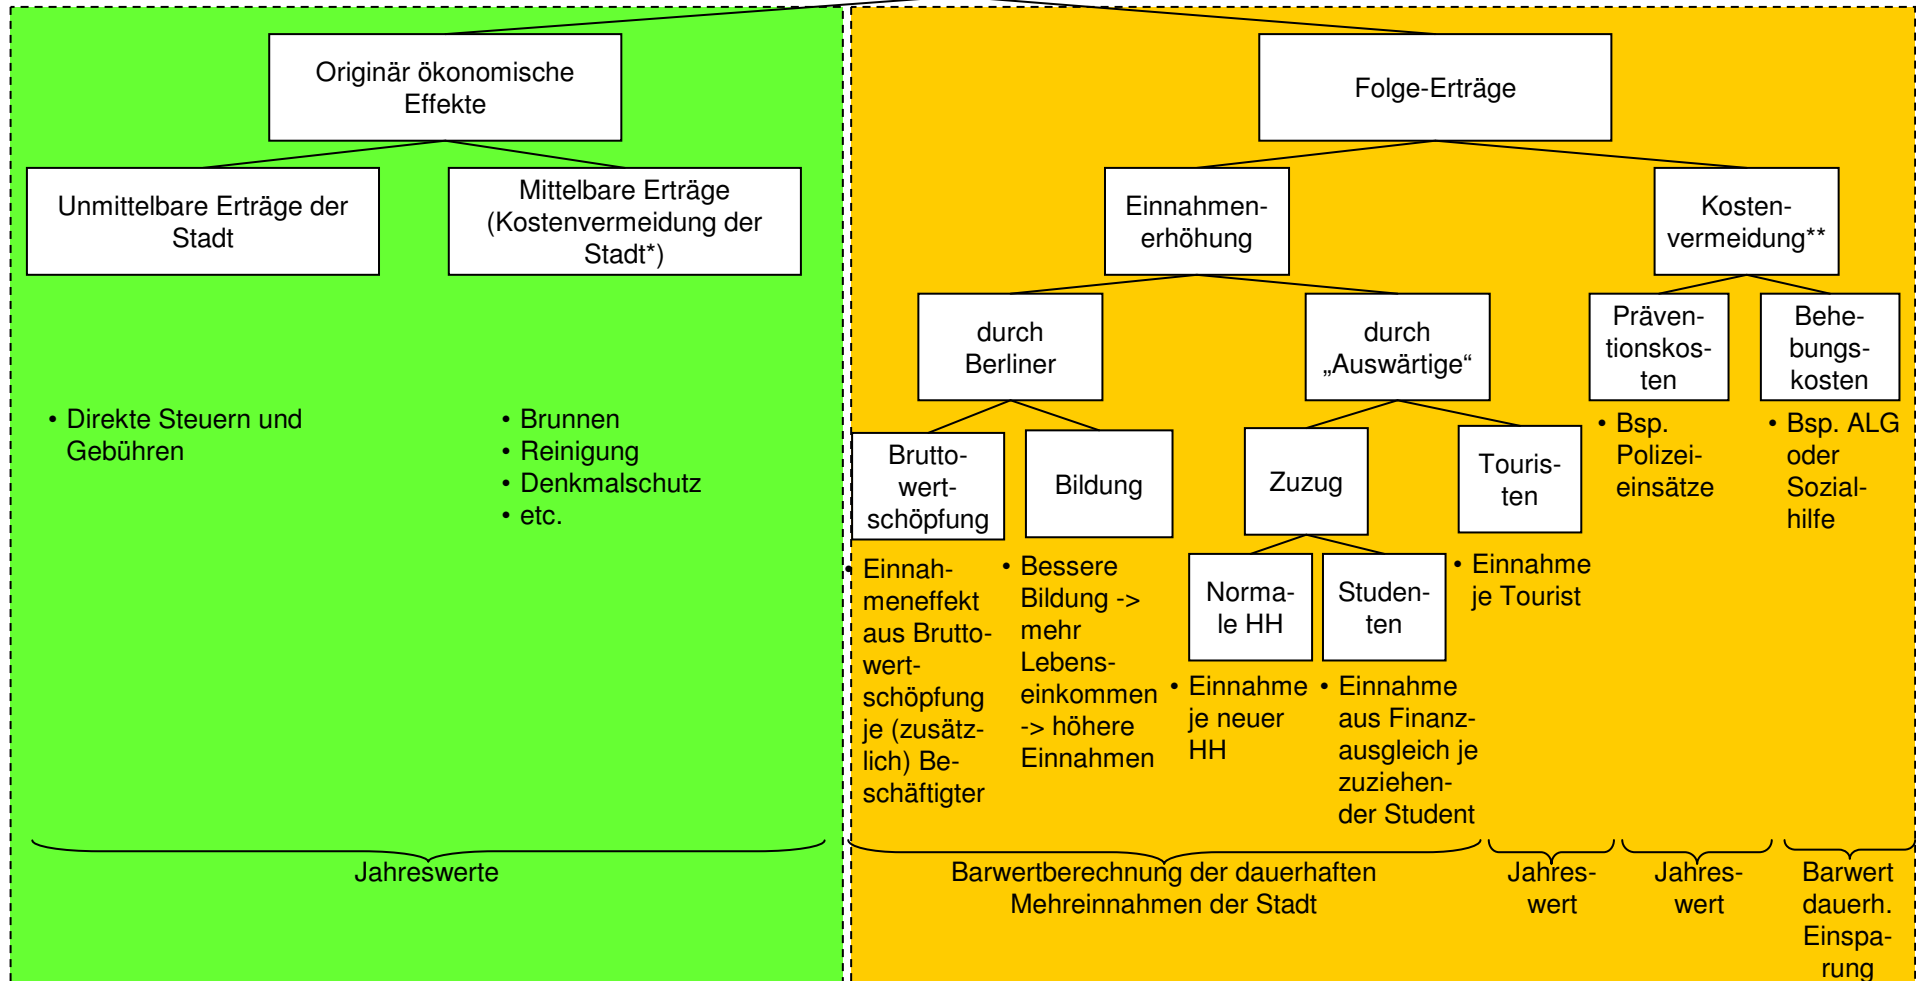 Originär ökonomische
Effekte
Folge-Erträge
Unmittelbare Erträge der
Stadt
Mittelbare Erträge
(Kostenvermeidung der
Stadt*)
Einnahmen-
erhöhung
Kosten-
vermeidung**
durch
Berliner
durch
„Auswärtige“
Präven-
tionskos-
ten
Behe-
bungs-
kosten
• Direkte Steuern und
Gebühren
• Brunnen
• Reinigung
• Denkmalschutz
• etc.
Brutto-
wert-
schöpfung
Bildung
Zuzug
Touris-
ten
• Bsp.
Polizei-
einsätze
• Bsp. ALG
oder
Sozial-
hilfe
• Einnah-
meneffekt
aus Brutto-
wert-
schöpfung
je (zusätz-
lich) Be-
schäftigter
• Bessere
Bildung ->
mehr
Lebens-
einkommen
-> höhere
Einnahmen
Norma-
le HH
Studen-
ten
• Einnahme
je Tourist
• Einnahme
je neuer
HH
• Einnahme
aus Finanz-
ausgleich je
zuziehen-
der Student
Jahreswerte
Barwertberechnung der dauerhaften
Mehreinnahmen der Stadt
Jahres-
wert
Jahres-
wert
Barwert
dauerh.
Einspa-
rung